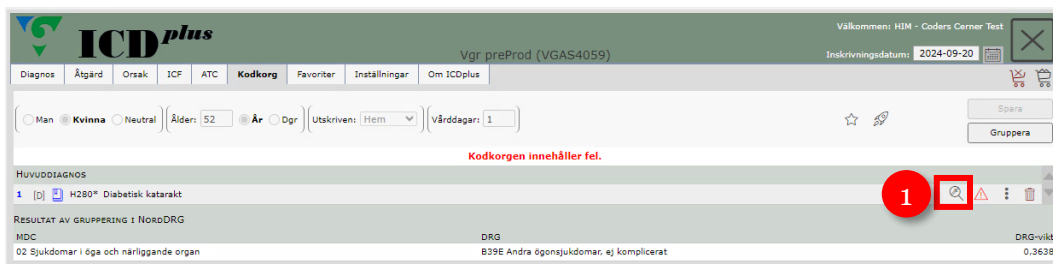 ICD plus
Välkommen: HIM - Coders Cerner Test
Vgr preProd (VGAS4059)
Inskrivningsdatum: 2024-09-20
Diagnos Åtgärd Orsak ICF ATC Kodkorg Favoriter Inställningar Om ICDplus
Man Kvinna Neutral Ålder: 52 År Dgr Utskriven: Hem Vårddagar: 1
Spara
Gruppera
Kodkorgen innehåller fel.
Huvuddiagnos
1 [D] H280* Diabetisk katarakt
1
Resultat av gruppering i NordDRG
MDC DRG DRG-vikt
02 Sjukdomar i öga och närliggande organ B39E Andra ögonsjukdomar, ej komplicerat 0,3638